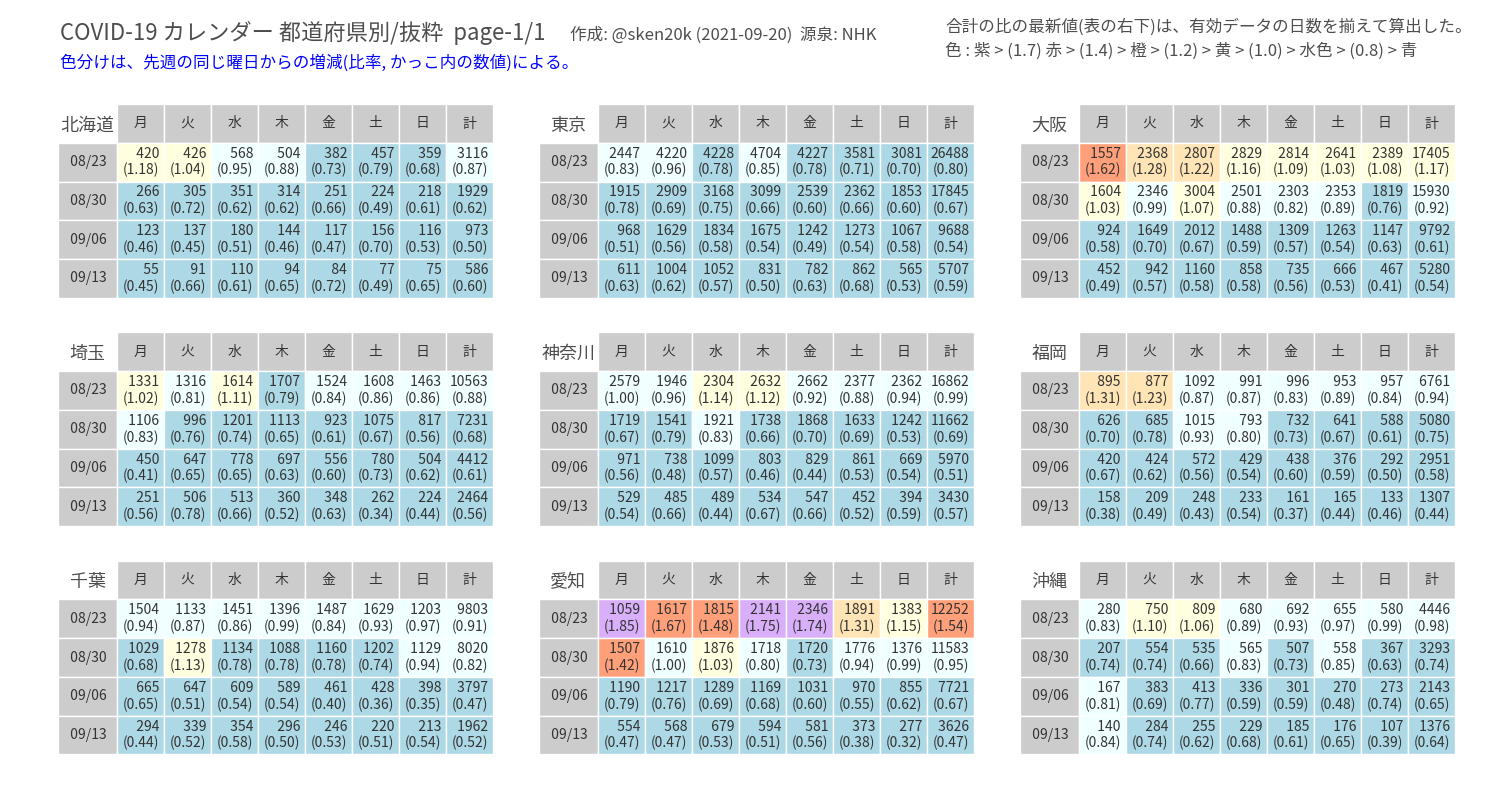 COVID-19 カレンダー 都道府県別/抜粋 page-1/1 作成: @sken20k (2021-09-20) 源泉: NHK
色分けは、先週の同じ曜日からの増減(比率, かっこ内の数値)による。
合計の比の最新値(表の右下)は、有効データの日数を揃えて算出した。
色 : 紫 > (1.7) 赤 > (1.4) > 橙 > (1.2) > 黄 > (1.0) > 水色 > (0.8) > 青
北海道 月 火 水 木 金 土 日 計
08/23 420 426 568 504 382 457 359 3116
(1.18) (1.04) (0.95) (0.88) (0.73) (0.79) (0.68) (0.87)
08/30 266 305 351 314 251 224 218 1929
(0.63) (0.72) (0.62) (0.62) (0.66) (0.49) (0.61) (0.62)
09/06 123 137 180 144 117 156 116 973
(0.46) (0.45) (0.51) (0.46) (0.47) (0.70) (0.53) (0.50)
09/13 55 91 110 94 84 77 75 586
(0.45) (0.66) (0.61) (0.65) (0.72) (0.49) (0.65) (0.60)
東京 月 火 水 木 金 土 日 計
08/23 2447 4220 4228 4704 4227 3581 3081 26488
(0.83) (0.96) (0.78) (0.85) (0.78) (0.71) (0.70) (0.80)
08/30 1915 2909 3168 3099 2539 2362 1853 17845
(0.78) (0.69) (0.75) (0.66) (0.60) (0.66) (0.60) (0.67)
09/06 968 1629 1834 1675 1242 1273 1067 9688
(0.51) (0.56) (0.58) (0.54) (0.49) (0.54) (0.58) (0.54)
09/13 611 1004 1052 831 782 862 565 5707
(0.63) (0.62) (0.57) (0.50) (0.63) (0.68) (0.53) (0.59)
大阪 月 火 水 木 金 土 日 計
08/23 1557 2368 2807 2829 2814 2641 2389 17405
(1.62) (1.28) (1.22) (1.16) (1.09) (1.03) (1.08) (1.17)
08/30 1604 2346 3004 2501 2303 2353 1819 15930
(1.03) (0.99) (1.07) (0.88) (0.82) (0.89) (0.76) (0.92)
09/06 924 1649 2012 1488 1309 1263 1147 9792
(0.58) (0.70) (0.67) (0.59) (0.57) (0.54) (0.63) (0.61)
09/13 452 942 1160 858 735 666 467 5280
(0.49) (0.57) (0.58) (0.58) (0.56) (0.53) (0.41) (0.54)
埼玉 月 火 水 木 金 土 日 計
08/23 1331 1316 1614 1707 1524 1608 1463 10563
(1.02) (0.81) (1.11) (0.79) (0.84) (0.86) (0.86) (0.88)
08/30 1106 996 1201 1113 923 1075 817 7231
(0.83) (0.76) (0.74) (0.65) (0.61) (0.67) (0.56) (0.68)
09/06 450 647 778 697 556 780 504 4412
(0.41) (0.65) (0.65) (0.63) (0.60) (0.73) (0.62) (0.61)
09/13 251 506 513 360 348 262 224 2464
(0.56) (0.78) (0.66) (0.52) (0.63) (0.34) (0.44) (0.56)
神奈川 月 火 水 木 金 土 日 計
08/23 2579 1946 2304 2632 2662 2377 2362 16862
(1.00) (0.96) (1.14) (1.12) (0.92) (0.88) (0.94) (0.99)
08/30 1719 1541 1921 1738 1868 1633 1242 11662
(0.67) (0.79) (0.83) (0.66) (0.70) (0.69) (0.53) (0.69)
09/06 971 738 1099 803 829 861 669 5970
(0.56) (0.48) (0.57) (0.46) (0.44) (0.53) (0.54) (0.51)
09/13 529 485 489 534 547 452 394 3430
(0.54) (0.66) (0.44) (0.67) (0.66) (0.52) (0.59) (0.57)
福岡 月 火 水 木 金 土 日 計
08/23 895 877 1092 991 996 953 957 6761
(1.31) (1.23) (0.87) (0.87) (0.83) (0.89) (0.84) (0.94)
08/30 626 685 1015 793 732 641 588 5080
(0.70) (0.78) (0.93) (0.80) (0.73) (0.67) (0.61) (0.75)
09/06 420 424 572 429 438 376 292 2951
(0.67) (0.62) (0.56) (0.54) (0.60) (0.59) (0.50) (0.58)
09/13 158 209 248 233 161 165 133 1307
(0.38) (0.49) (0.43) (0.54) (0.37) (0.44) (0.46) (0.44)
千葉 月 火 水 木 金 土 日 計
08/23 1504 1133 1451 1396 1487 1629 1203 9803
(0.94) (0.87) (0.86) (0.99) (0.84) (0.93) (0.97) (0.91)
08/30 1029 1278 1134 1088 1160 1202 1129 8020
(0.68) (1.13) (0.78) (0.78) (0.78) (0.74) (0.94) (0.82)
09/06 665 647 609 589 461 428 398 3797
(0.65) (0.51) (0.54) (0.54) (0.40) (0.36) (0.35) (0.47)
09/13 294 339 354 296 246 220 213 1962
(0.44) (0.52) (0.58) (0.50) (0.53) (0.51) (0.54) (0.52)
愛知 月 火 水 木 金 土 日 計
08/23 1059 1617 1815 2141 2346 1891 1383 12252
(1.85) (1.67) (1.48) (1.75) (1.74) (1.31) (1.15) (1.54)
08/30 1507 1610 1876 1718 1720 1776 1376 11583
(1.42) (1.00) (1.03) (0.80) (0.73) (0.94) (0.99) (0.95)
09/06 1190 1217 1289 1169 1031 970 855 7721
(0.79) (0.76) (0.69) (0.68) (0.60) (0.55) (0.62) (0.67)
09/13 554 568 679 594 581 373 277 3626
(0.47) (0.47) (0.53) (0.51) (0.56) (0.38) (0.32) (0.47)
沖縄 月 火 水 木 金 土 日 計
08/23 280 750 809 680 692 655 580 4446
(0.83) (1.10) (1.06) (0.89) (0.93) (0.97) (0.99) (0.98)
08/30 207 554 535 565 507 558 367 3293
(0.74) (0.74) (0.66) (0.83) (0.73) (0.85) (0.63) (0.74)
09/06 167 383 413 336 301 270 273 2143
(0.81) (0.69) (0.77) (0.59) (0.59) (0.48) (0.74) (0.65)
09/13 140 284 255 229 185 176 107 1376
(0.84) (0.74) (0.62) (0.68) (0.61) (0.65) (0.39) (0.64)